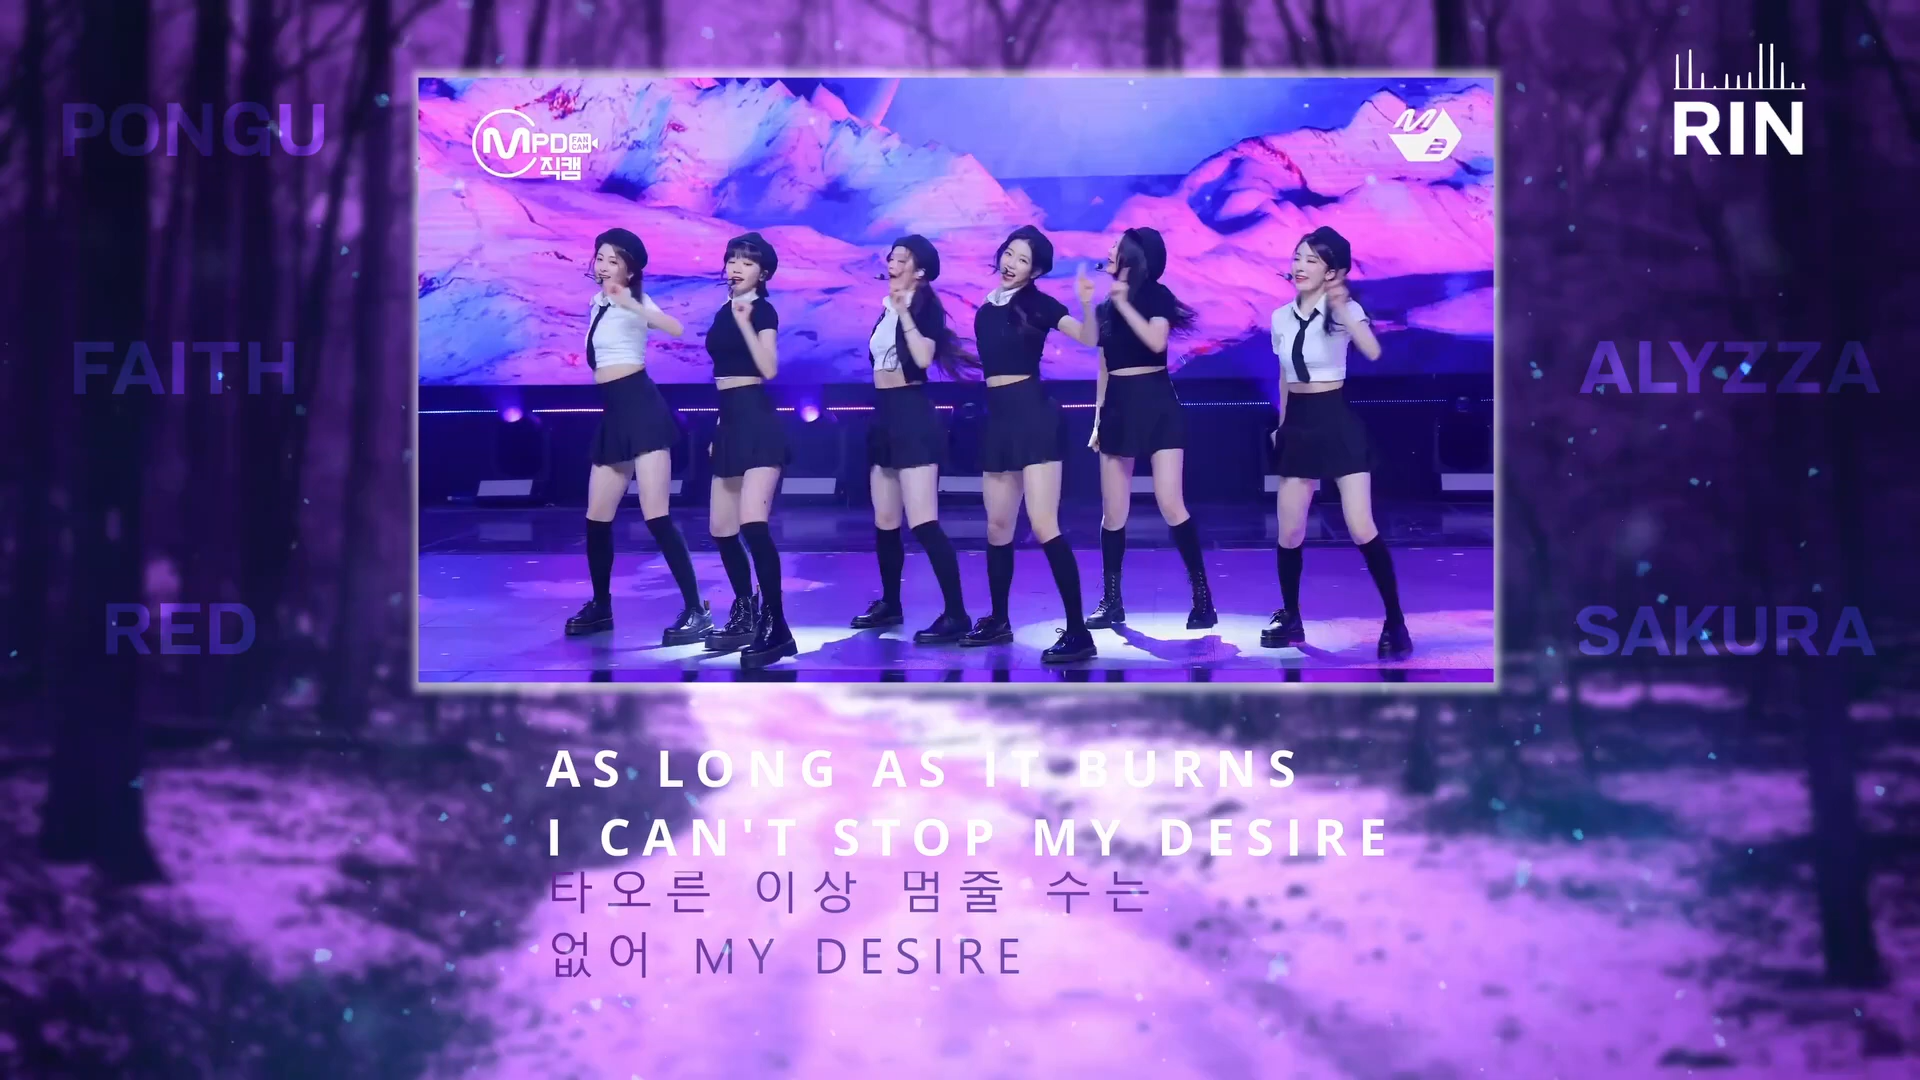 PONGU
RIN
MPD FAN CAM
직캠
M2
FAITH
ALYZZA
RED
SAKURA
AS LONG AS IT BURNS
I CAN'T STOP MY DESIRE
타오른 이상 멈줄 수는
없어 MY DESIRE